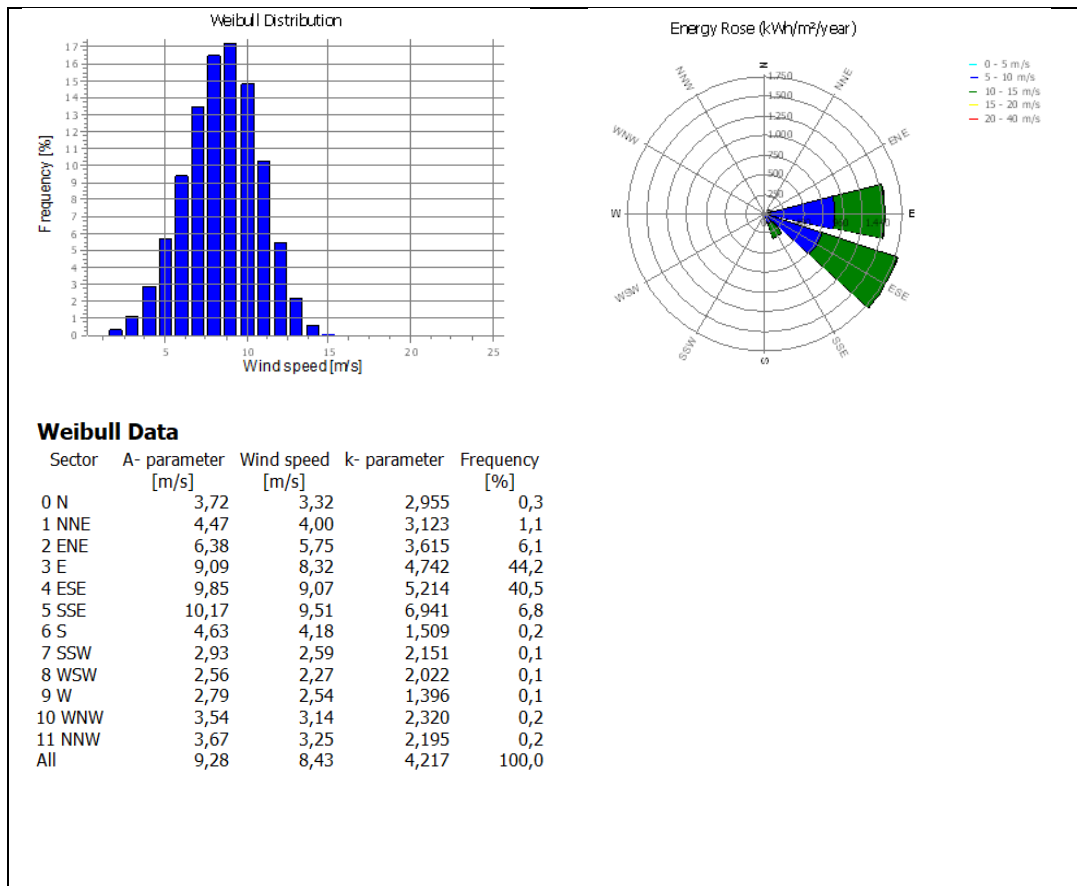 Weibull Distribution
17
16
15
14
13
12
11
10
9
8
7
6
5
4
3
2
1
0
Frequency [%]
5 10 15 20 25
Wind speed [m/s]
Energy Rose (kWh/m²/year)
0 - 5 m/s
5 - 10 m/s
10 - 15 m/s
15 - 20 m/s
20 - 40 m/s
N
NNE
ENE
E
ESE
SSE
S
SSW
WSW
W
WNW
NNW
1.750
1.500
1.250
1.000
750
500
250
Weibull Data
Sector A- parameter Wind speed k- parameter Frequency
[m/s] [m/s] [%]
0 N 3,72 3,32 2,955 0,3
1 NNE 4,47 4,00 3,123 1,1
2 ENE 6,38 5,75 3,615 6,1
3 E 9,09 8,32 4,742 44,2
4 ESE 9,85 9,07 5,214 40,5
5 SSE 10,17 9,51 6,941 6,8
6 S 4,63 4,18 1,509 0,2
7 SSW 2,93 2,59 2,151 0,1
8 WSW 2,56 2,27 2,022 0,1
9 W 2,79 2,54 1,396 0,1
10 WNW 3,54 3,14 2,320 0,2
11 NNW 3,67 3,25 2,195 0,2
All 9,28 8,43 4,217 100,0